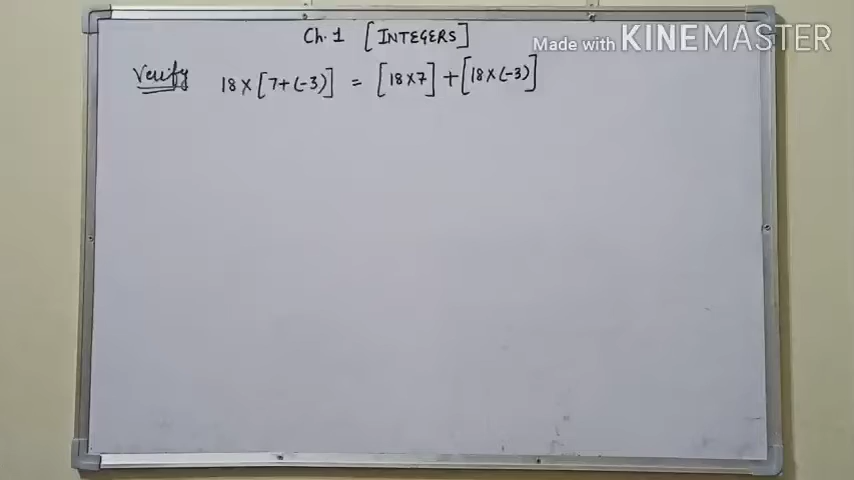 Ch. 1 [INTEGERS]
Made with KINEMASTER
Verify 18 × [7+(-3)] = [18×7] + [18×(-3)]